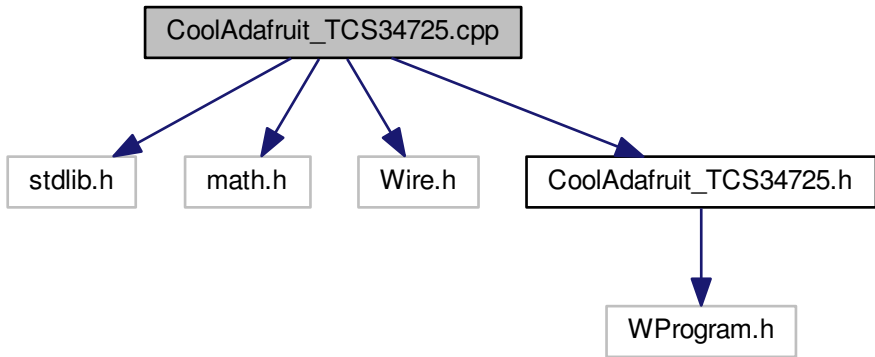 CoolAdafruit_TCS34725.cpp
stdlib.h
math.h
Wire.h
CoolAdafruit_TCS34725.h
WProgram.h